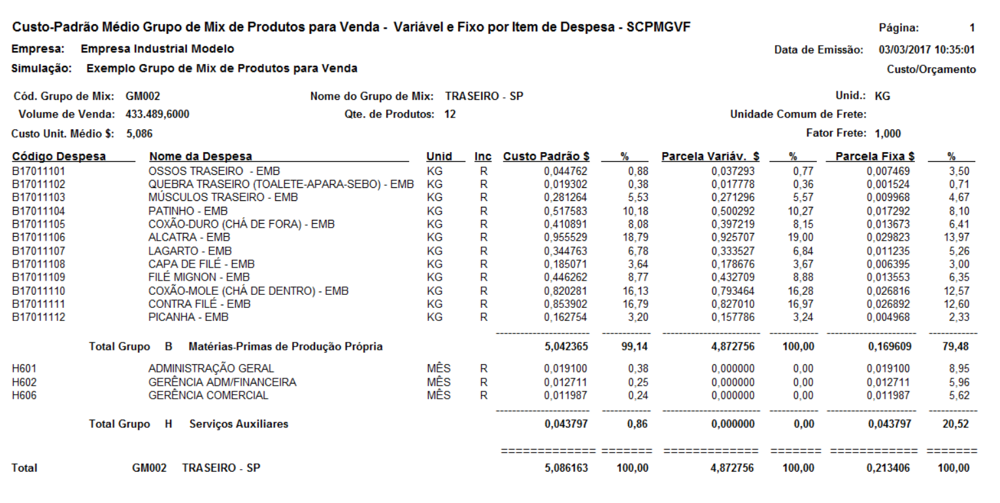 Custo-Padrão Médio Grupo de Mix de Produtos para Venda - Variável e Fixo por Item de Despesa - SCPMGVF Página: 1
Empresa: Empresa Industrial Modelo Data de Emissão: 03/03/2017 10:35:01
Simulação: Exemplo Grupo de Mix de Produtos para Venda Custo/Orçamento
Cód. Grupo de Mix: GM002 Nome do Grupo de Mix: TRASEIRO - SP Unid.: KG
Volume de Venda: 433.489,6000 Qte. de Produtos: 12 Unidade Comum de Frete:
Custo Unit. Médio $: 5,086 Fator Frete: 1,000
Código Despesa Nome da Despesa Unid Inc Custo Padrão $ % Parcela Variáv. $ % Parcela Fixa $ %
B17011101 OSSOS TRASEIRO - EMB KG R 0,044762 0,88 0,037293 0,77 0,007469 3,50
B17011102 QUEBRA TRASEIRO (TOALETE-APARA-SEBO) - EMB KG R 0,019302 0,38 0,017778 0,36 0,001524 0,71
B17011103 MÚSCULOS TRASEIRO - EMB KG R 0,281264 5,53 0,271296 5,57 0,009968 4,67
B17011104 PATINHO - EMB KG R 0,517583 10,18 0,500292 10,27 0,017292 8,10
B17011105 COXÃO-DURO (CHÁ DE FORA) - EMB KG R 0,410891 8,08 0,397219 8,15 0,013673 6,41
B17011106 ALCATRA - EMB KG R 0,955529 18,79 0,925707 19,00 0,029823 13,97
B17011107 LAGARTO - EMB KG R 0,344763 6,78 0,333527 6,84 0,011235 5,26
B17011108 CAPA DE FILÉ - EMB KG R 0,185071 3,64 0,178676 3,67 0,006395 3,00
B17011109 FILÉ MIGNON - EMB KG R 0,446262 8,77 0,432709 8,88 0,013553 6,35
B17011110 COXÃO-MOLE (CHÁ DE DENTRO) - EMB KG R 0,820281 16,13 0,793464 16,28 0,026816 12,57
B17011111 CONTRA FILÉ - EMB KG R 0,853902 16,79 0,827010 16,97 0,026892 12,60
B17011112 PICANHA - EMB KG R 0,162754 3,20 0,157786 3,24 0,004968 2,33
Total Grupo B Matérias-Primas de Produção Própria 5,042365 99,14 4,872756 100,00 0,169609 79,48
H601 ADMINISTRAÇÃO GERAL MÊS R 0,019100 0,38 0,000000 0,00 0,019100 8,95
H602 GERÊNCIA ADM/FINANCEIRA MÊS R 0,012711 0,25 0,000000 0,00 0,012711 5,96
H606 GERÊNCIA COMERCIAL MÊS R 0,011987 0,24 0,000000 0,00 0,011987 5,62
Total Grupo H Serviços Auxiliares 0,043797 0,86 0,000000 0,00 0,043797 20,52
Total GM002 TRASEIRO - SP 5,086163 100,00 4,872756 100,00 0,213406 100,00